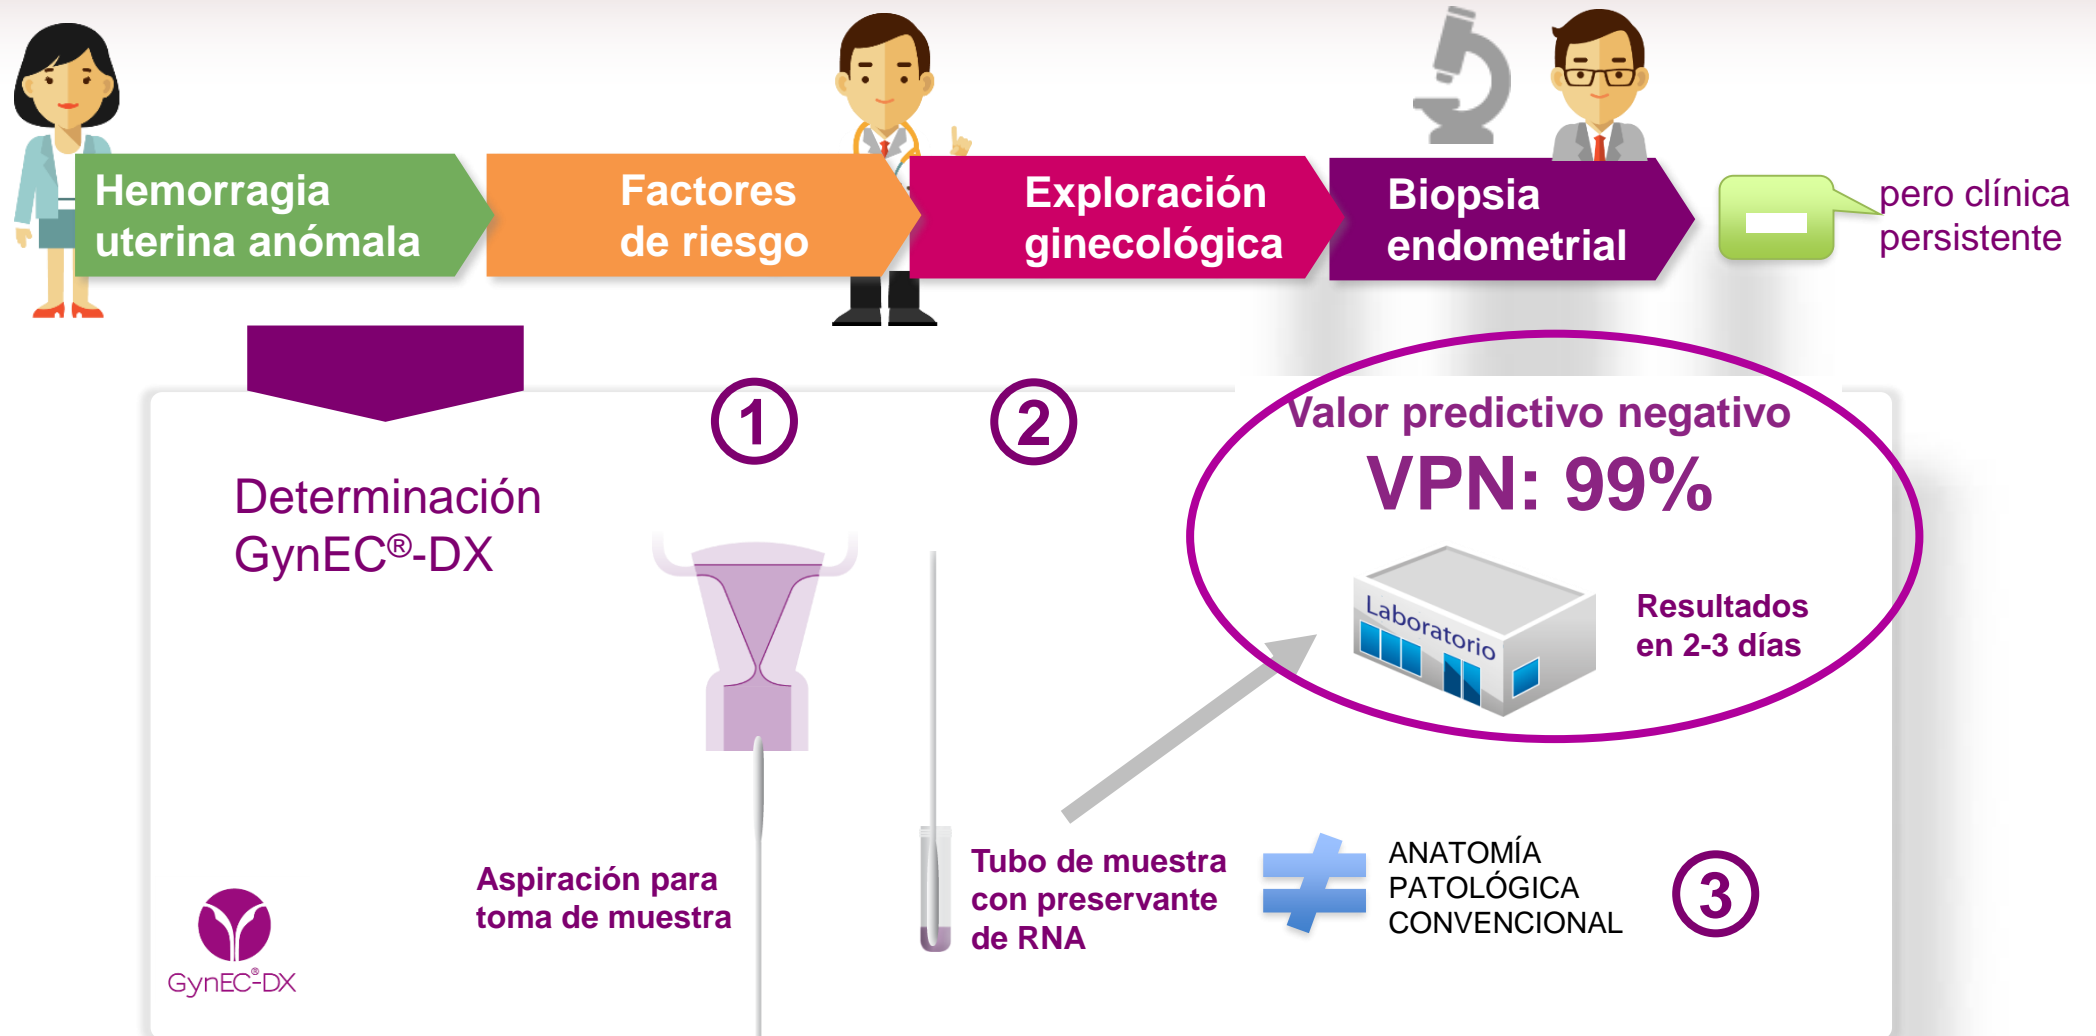 Hemorragia
uterina anómala
Factores
de riesgo
Exploración
ginecológica
Biopsia
endometrial
pero clínica
persistente
Determinación
GynEC®-DX
1
2
Valor predictivo negativo
VPN: 99%
Laboratorio
Resultados
en 2-3 días
Aspiración para
toma de muestra
Tubo de muestra
con preservante
de RNA
ANATOMÍA
PATOLÓGICA
CONVENCIONAL
3
GynEC®-DX